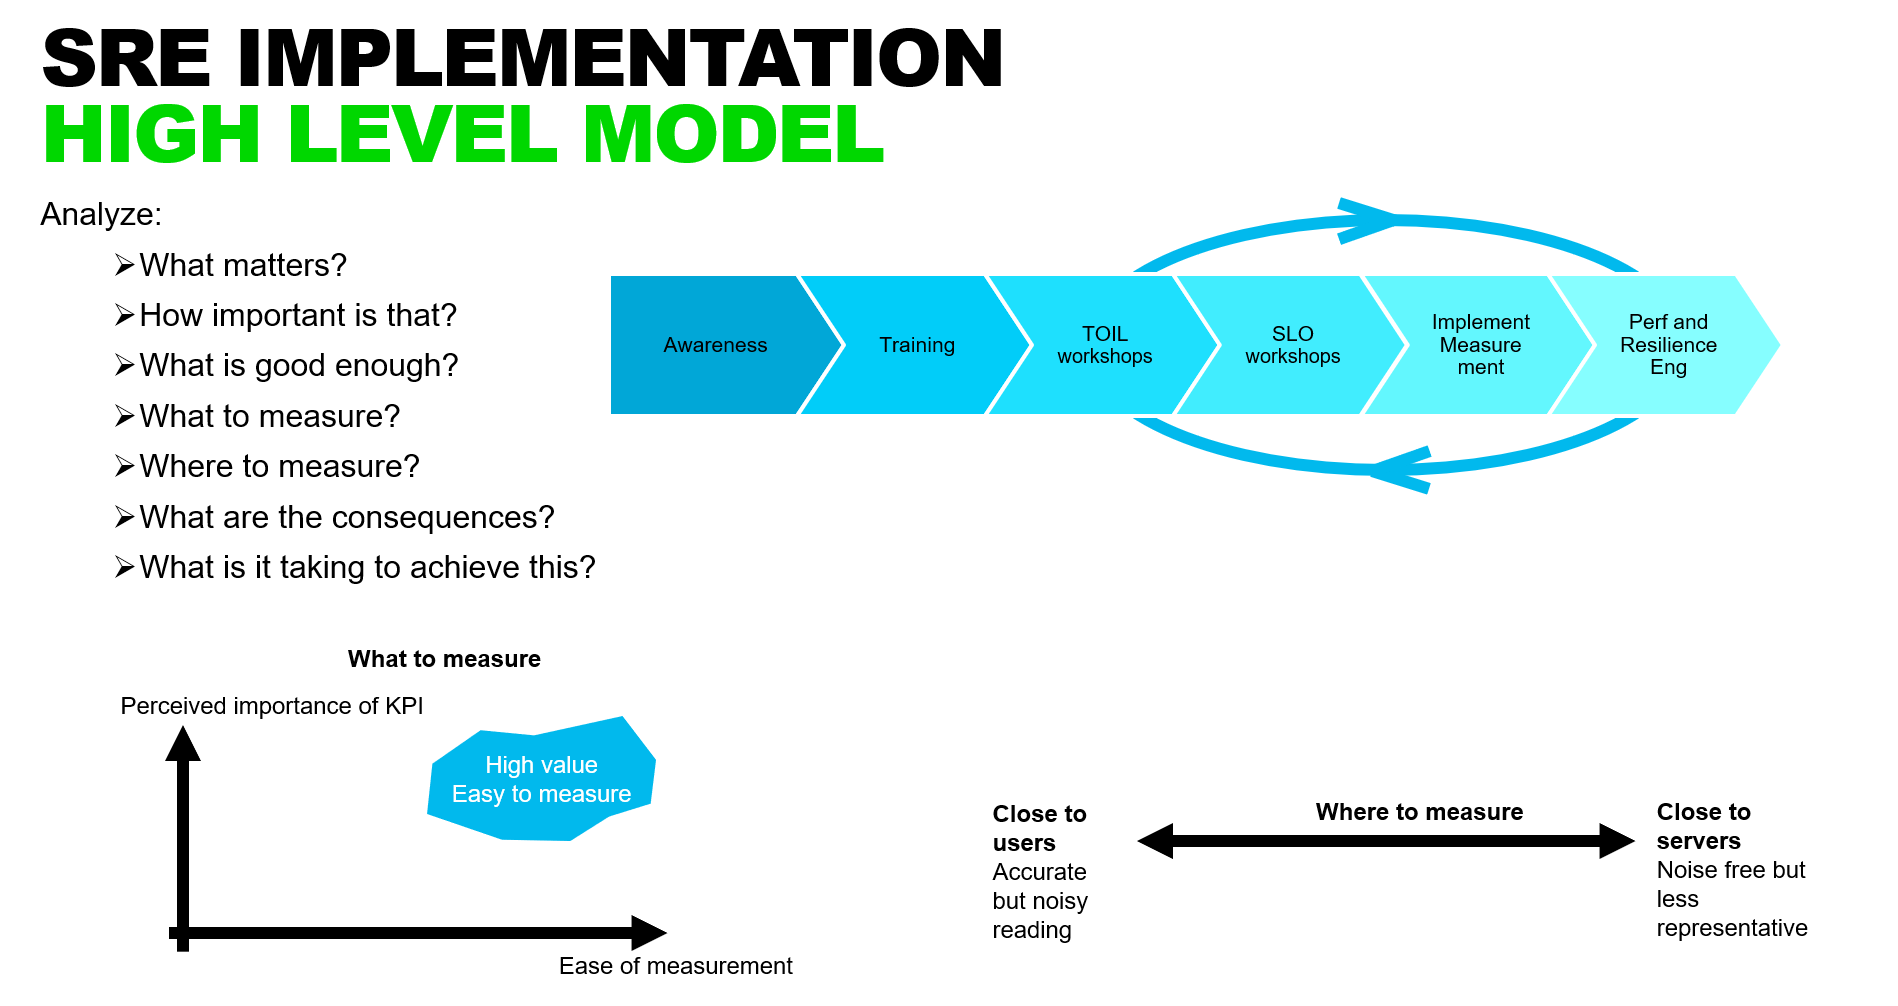 SRE IMPLEMENTATION
HIGH LEVEL MODEL
Analyze:
What matters?
How important is that?
What is good enough?
What to measure?
Where to measure?
What are the consequences?
What is it taking to achieve this?
Awareness
Training
TOIL
workshops
SLO
workshops
Implement
Measure
ment
Perf and
Resilience
Eng
What to measure
Perceived importance of KPI
High value
Easy to measure
Ease of measurement
Close to
users
Accurate
but noisy
reading
Where to measure
Close to
servers
Noise free but
less
representative